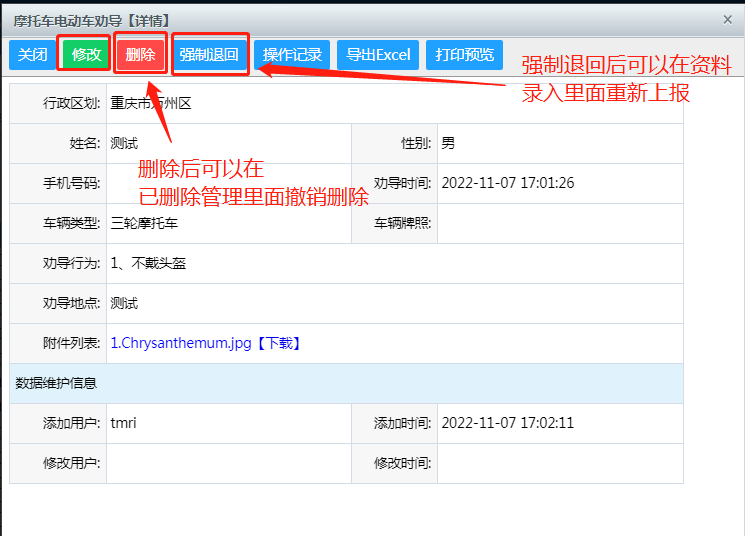 摩托车电动车劝导【详情】
关闭 修改 删除 强制退回 操作记录 导出Excel 打印预览
强制退回后可以在资料
录入里面重新上报
行政区划: 重庆市万州区
姓名: 测试 性别: 男
删除后可以在
已删除管理里面撤销删除
手机号码: 劝导时间: 2022-11-07 17:01:26
车辆类型: 三轮摩托车 车辆牌照:
劝导行为: 1、不戴头盔
劝导地点: 测试
附件列表: 1.Chrysanthemum.jpg【下载】
数据维护信息
添加用户: tmri 添加时间: 2022-11-07 17:02:11
修改用户: 修改时间: